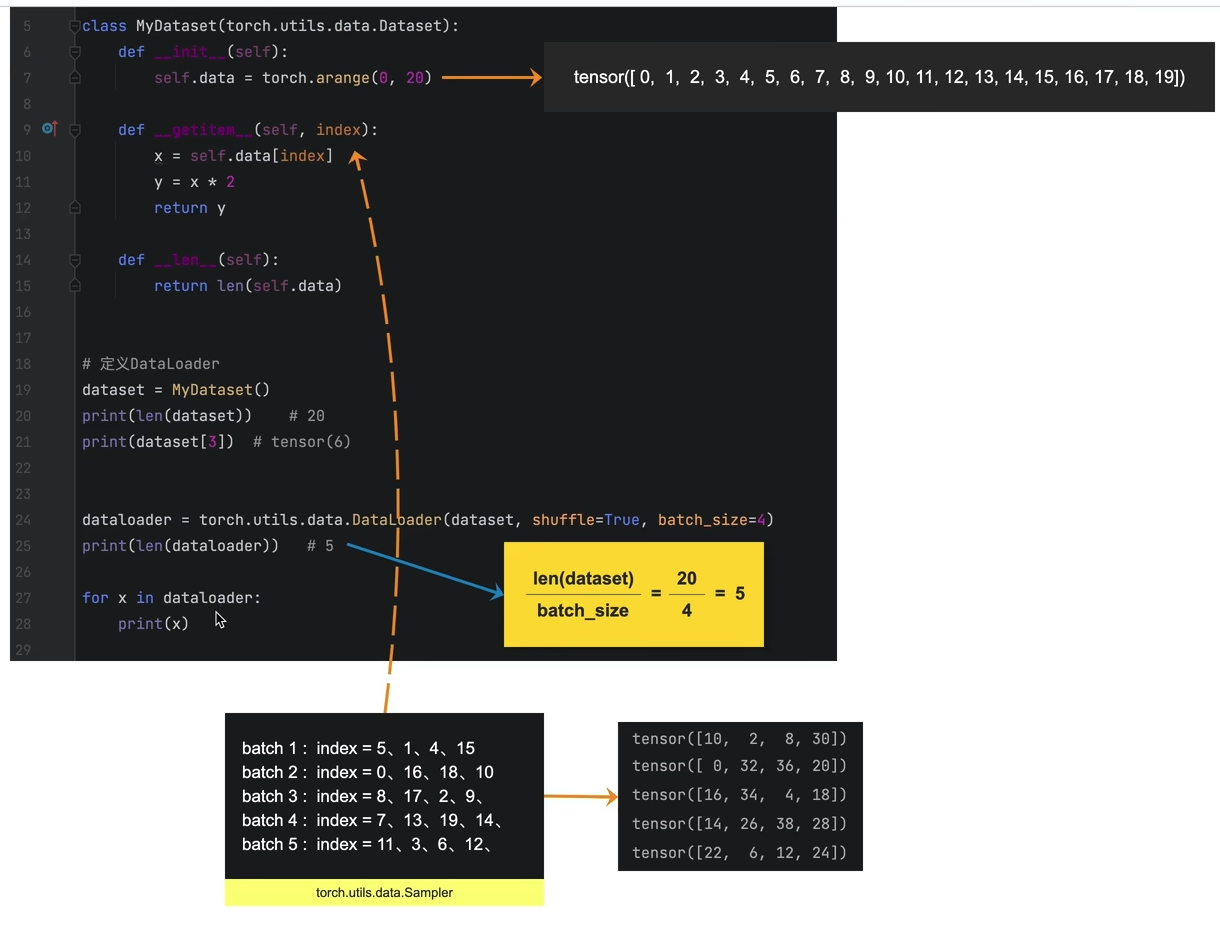 5 class MyDataset(torch.utils.data.Dataset):
6 def __init__(self):
7 self.data = torch.arange(0, 20)
tensor([ 0, 1, 2, 3, 4, 5, 6, 7, 8, 9, 10, 11, 12, 13, 14, 15, 16, 17, 18, 19])
8
9 def __getitem__(self, index):
10 x = self.data[index]
11 y = x * 2
12 return y
13
14 def __len__(self):
15 return len(self.data)
16
17
18 # 定义DataLoader
19 dataset = MyDataset()
20 print(len(dataset)) # 20
21 print(dataset[3]) # tensor(6)
22
23
24 dataloader = torch.utils.data.DataLoader(dataset, shuffle=True, batch_size=4)
25 print(len(dataloader)) # 5
26
27 for x in dataloader:
28 print(x)
29
len(dataset)
batch_size
=
20
4
= 5
batch 1 : index = 5、1、4、15
batch 2 : index = 0、16、18、10
batch 3 : index = 8、17、2、9、
batch 4 : index = 7、13、19、14、
batch 5 : index = 11、3、6、12、
torch.utils.data.Sampler
tensor([10, 2, 8, 30])
tensor([ 0, 32, 36, 20])
tensor([16, 34, 4, 18])
tensor([14, 26, 38, 28])
tensor([22, 6, 12, 24])